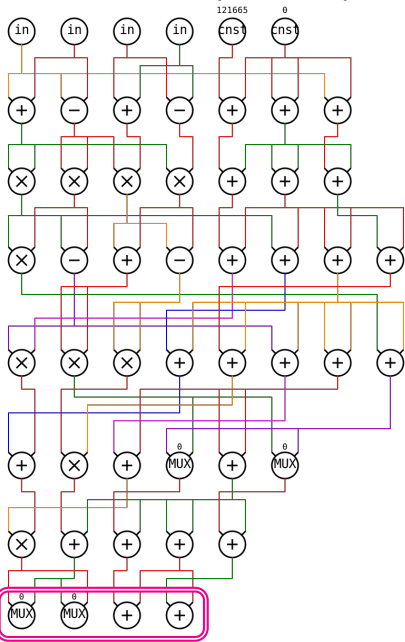 121665 0
in in in in cnst cnst
+ − + − + + +
× × × × + + +
× − + − + + + +
× × × + + + + +
0 0
+ × + MUX + MUX
× + + + +
0 0
MUX MUX + +